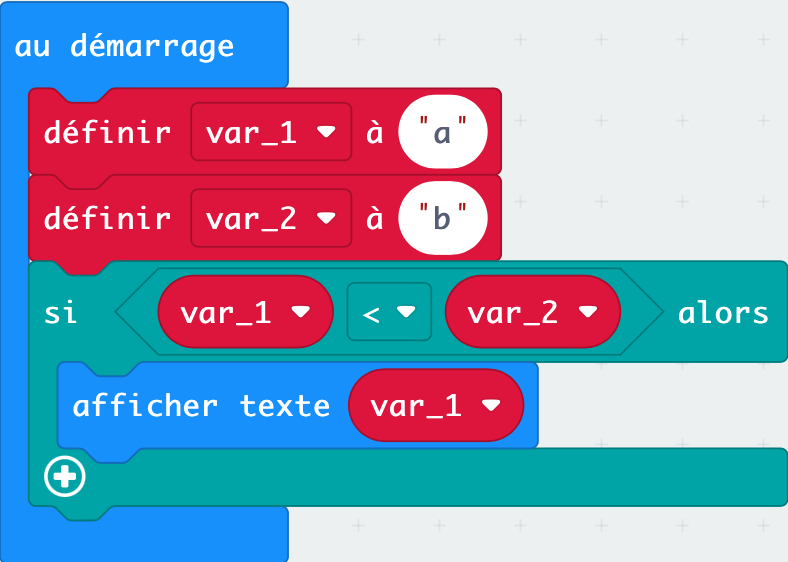 au démarrage
définir var_1 à "a"
définir var_2 à "b"
si var_1 < var_2 alors
afficher texte var_1